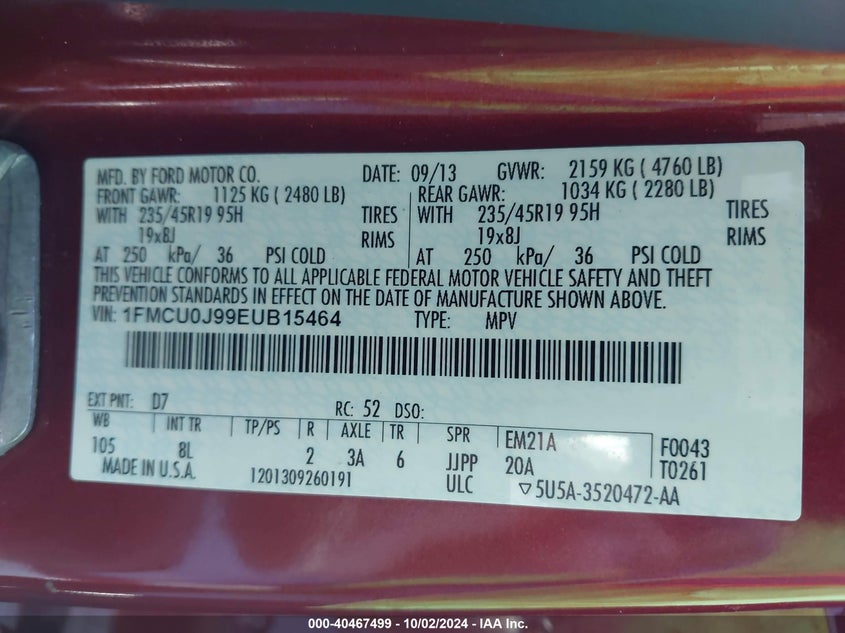 MFD. BY FORD MOTOR CO. DATE: 09/13 GVWR: 2159 KG ( 4760 LB)
FRONT GAWR: 1125 KG ( 2480 LB) REAR GAWR: 1034 KG ( 2280 LB)
WITH 235/45R19 95H TIRES WITH 235/45R19 95H TIRES
19x8J RIMS 19x8J RIMS
AT 250 kPa/ 36 PSI COLD AT 250 kPa/ 36 PSI COLD
THIS VEHICLE CONFORMS TO ALL APPLICABLE FEDERAL MOTOR VEHICLE SAFETY AND THEFT
PREVENTION STANDARDS IN EFFECT ON THE DATE OF MANUFACTURE SHOWN ABOVE.
VIN: 1FMCU0J99EUB15464 TYPE: MPV
EXT PNT: D7 RC: 52 DSO:
WB INT TR TP/PS R AXLE TR SPR EM21A F0043
105 8L 2 3A 6 JJPP 20A T0261
MADE IN U.S.A. 1201309260191 ULC ▽5U5A-3520472-AA
000-40467499 - 10/02/2024 - IAA Inc.